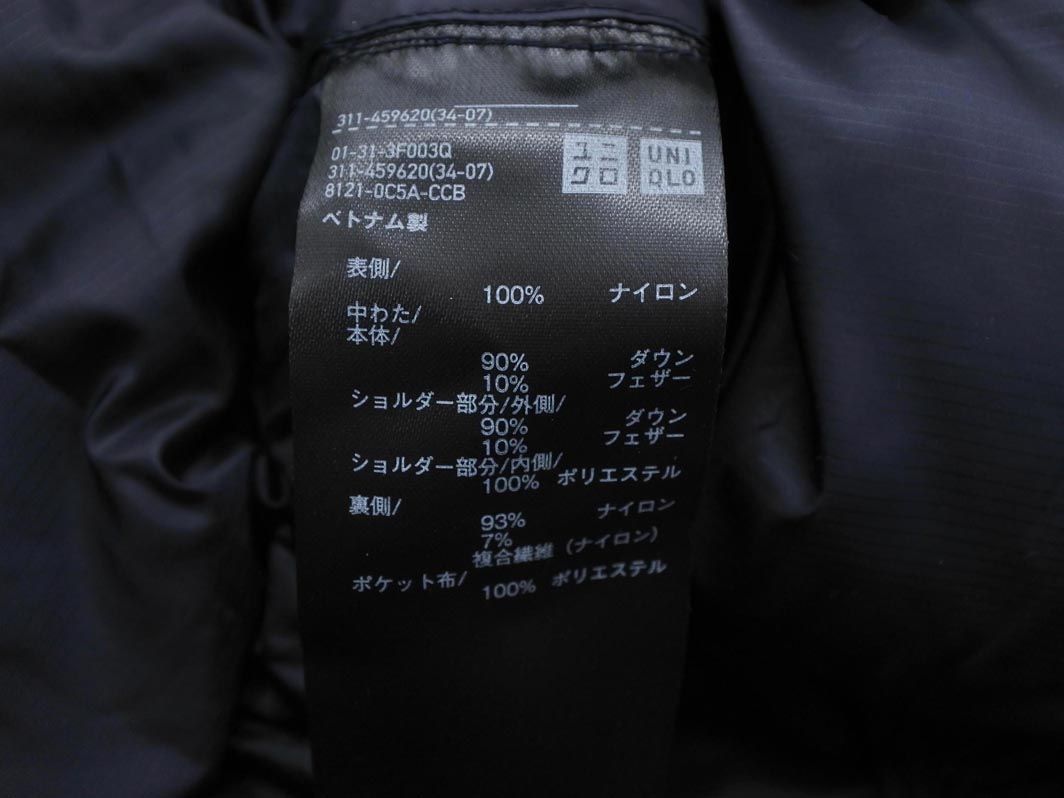 311-459620(34-07)
01-31-3F003Q
311-459620(34-07)
8121-0C5A-CCB
ユニ
クロ
UNI
QLO
ベトナム製
表側/
100% ナイロン
中わた/
本体/
90% ダウン
10% フェザー
ショルダー部分/外側/
90% ダウン
10% フェザー
ショルダー部分/内側/
100% ポリエステル
裏側/
93% ナイロン
7%
複合繊維（ナイロン）
ポケット布/
100% ポリエステル